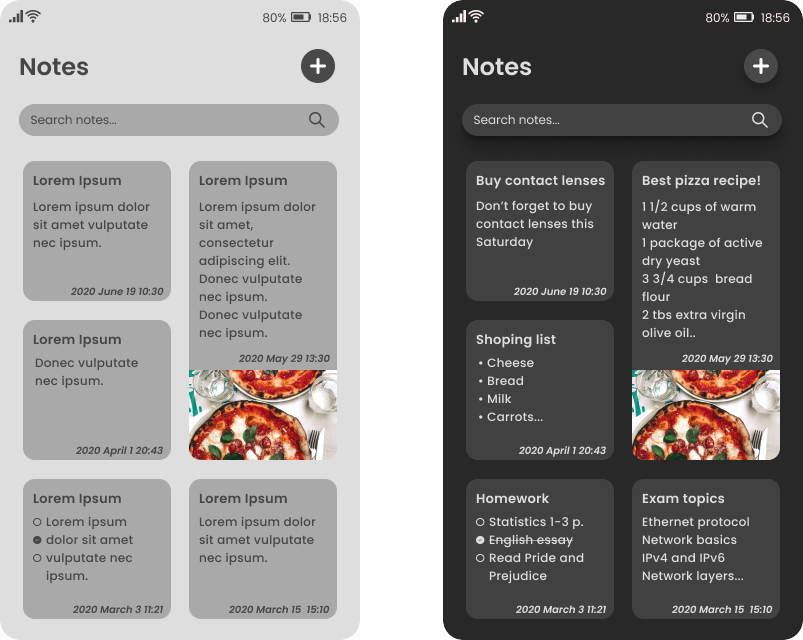 80% 18:56
Notes
Search notes...
Lorem Ipsum
Lorem ipsum dolor
sit amet vulputate
nec ipsum.
2020 June 19 10:30
Lorem Ipsum
Lorem ipsum dolor
sit amet,
consectetur
adipiscing elit.
Donec vulputate
nec ipsum.
Donec vulputate
nec ipsum.
2020 May 29 13:30
Lorem Ipsum
Donec vulputate
nec ipsum.
2020 April 1 20:43
Lorem Ipsum
Lorem ipsum
dolor sit amet
vulputate nec
ipsum.
2020 March 3 11:21
Lorem Ipsum
Lorem ipsum dolor
sit amet vulputate
nec ipsum.
2020 March 15 15:10
80% 18:56
Notes
Search notes...
Buy contact lenses
Don't forget to buy
contact lenses this
Saturday
2020 June 19 10:30
Best pizza recipe!
1 1/2 cups of warm
water
1 package of active
dry yeast
3 3/4 cups bread
flour
2 tbs extra virgin
olive oil..
2020 May 29 13:30
Shoping list
• Cheese
• Bread
• Milk
• Carrots...
2020 April 1 20:43
Homework
Statistics 1-3 p.
English essay
Read Pride and
Prejudice
2020 March 3 11:21
Exam topics
Ethernet protocol
Network basics
IPv4 and IPv6
Network layers...
2020 March 15 15:10